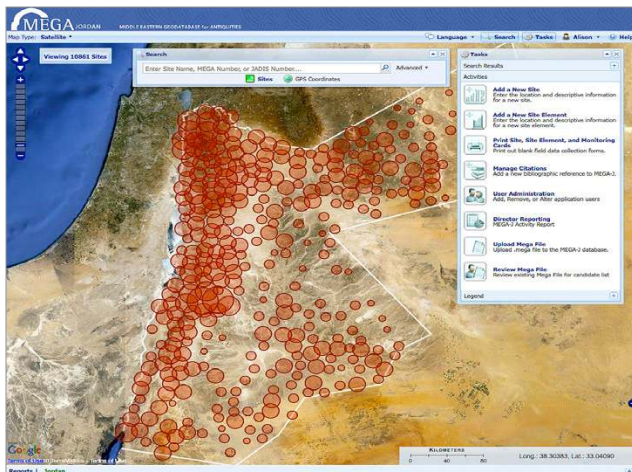 MEGA JORDAN MIDDLE EASTERN GEODATABASE for ANTIQUITIES
Map Type: Satellite
Language Search Tasks Alison Help
Viewing 10861 Sites
Search
Enter Site Name, MEGA Number, or JADIS Number...
Advanced
Sites GPS Coordinates
Tasks
Search Results
Activities
Add a New Site
Enter the location and descriptive information
for a new site.
Add a New Site Element
Enter the location and descriptive information
for a new site element.
Print Site, Site Element, and Monitoring
Cards
Print out blank field data collection forms.
Manage Citations
Add a new bibliographic reference to MEGA-J.
User Administration
Add, Remove, or Alter application users
Director Reporting
MEGA-J Activity Report
Upload Mega File
Upload .mega file to the MEGA-J database.
Review Mega File
Review existing Mega File for candidate list
Legend
Google
Terms of Use
KILOMETERS
0 40 80
Long.: 38.30383, Lat.: 33.04090
Reports | Jordan